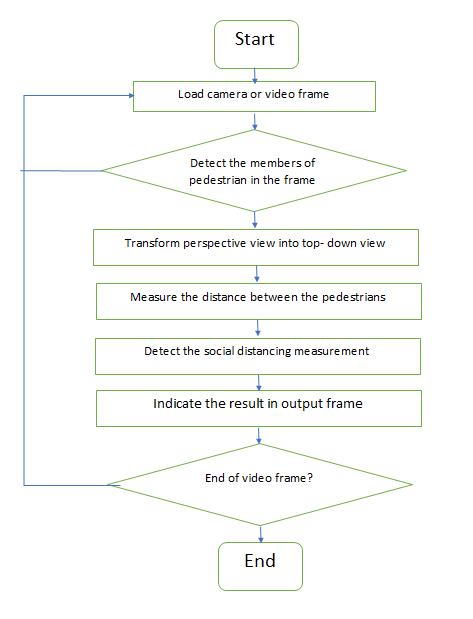 Start
Load camera or video frame
Detect the members of
pedestrian in the frame
Transform perspective view into top- down view
Measure the distance between the pedestrians
Detect the social distancing measurement
Indicate the result in output frame
End of video frame?
End